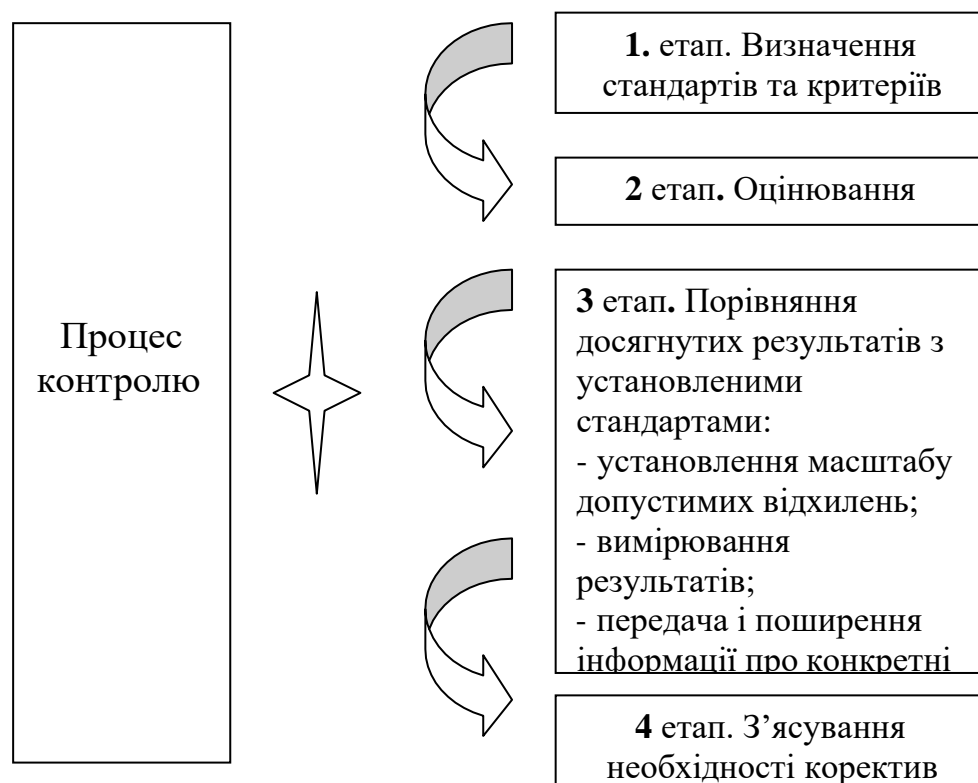 Процес
контролю
1. етап. Визначення
стандартів та критеріїв
2 етап. Оцінювання
3 етап. Порівняння
досягнутих результатів з
установленими
стандартами:
- установлення масштабу
допустимих відхилень;
- вимірювання
результатів;
- передача і поширення
інформації про конкретні
4 етап. З’ясування
необхідності коректив